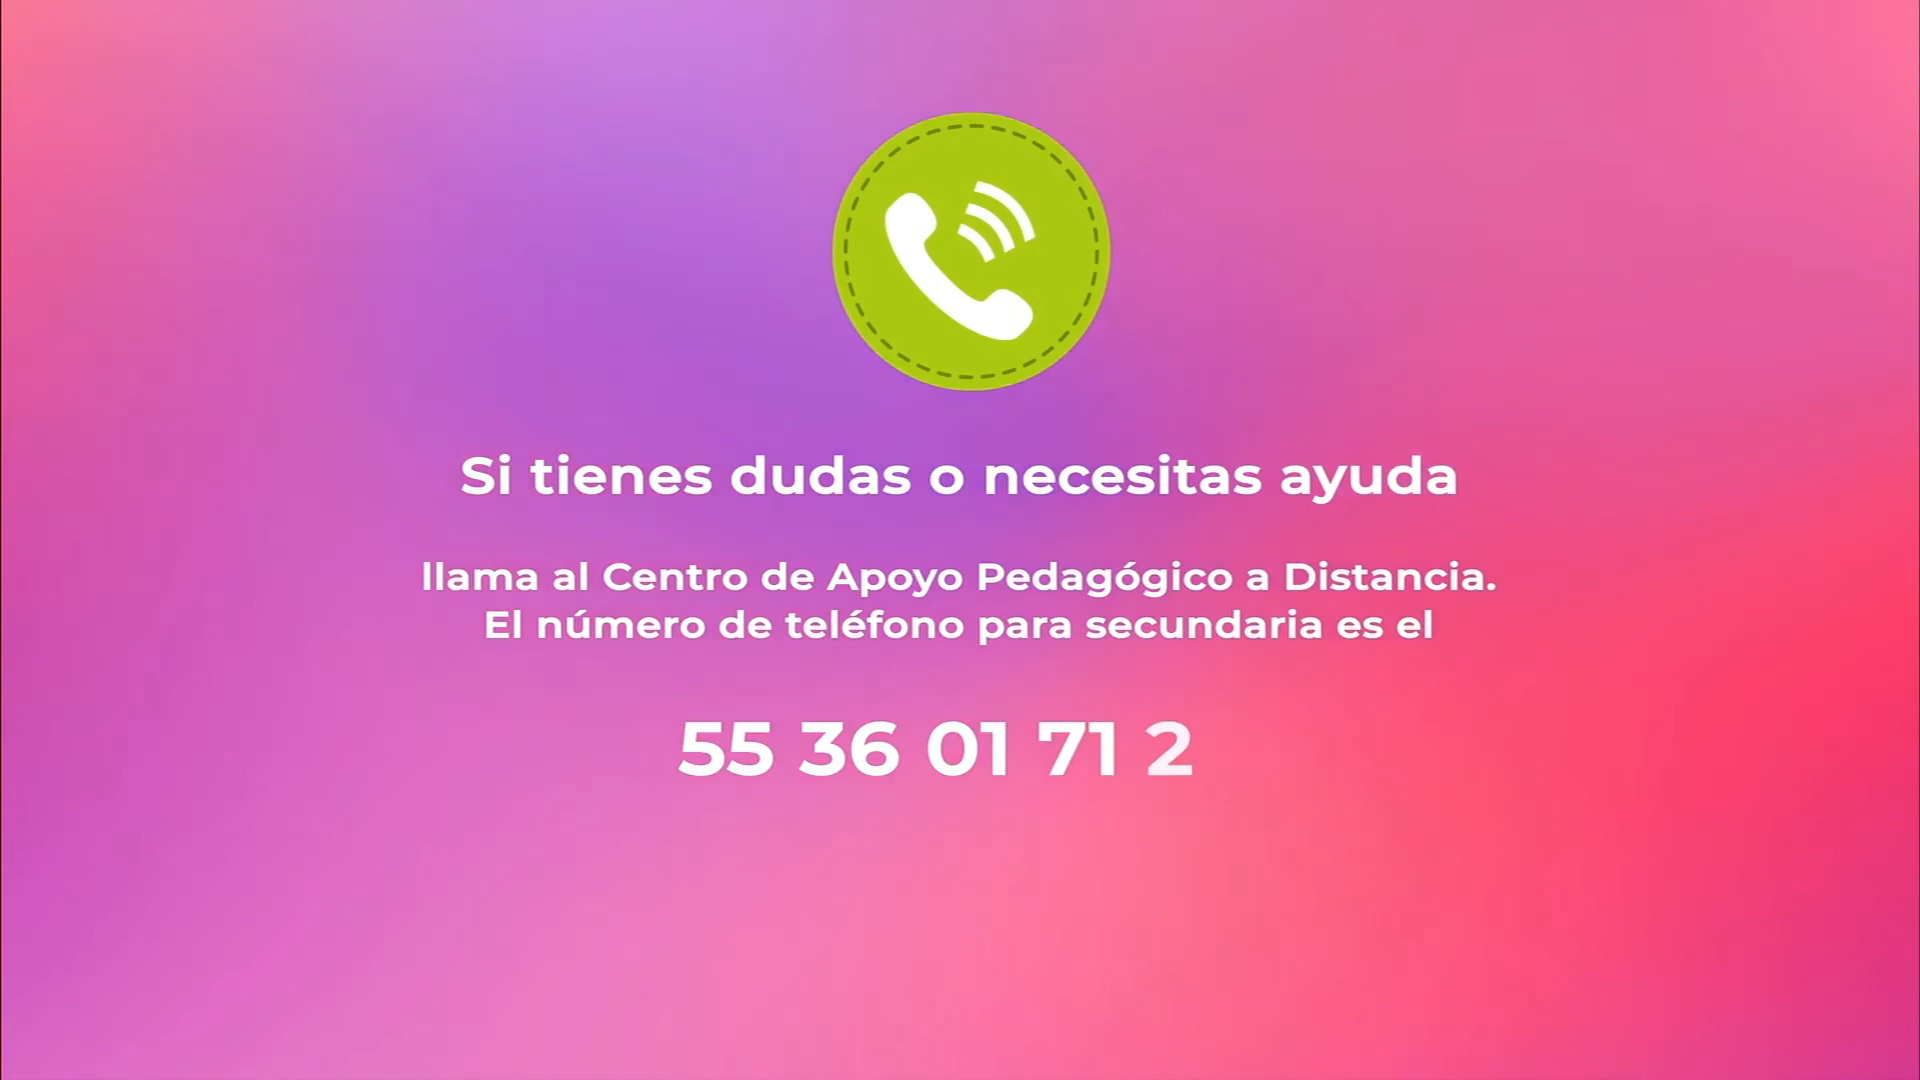 Si tienes dudas o necesitas ayuda
llama al Centro de Apoyo Pedagógico a Distancia.
El número de teléfono para secundaria es el
55 36 01 71 2